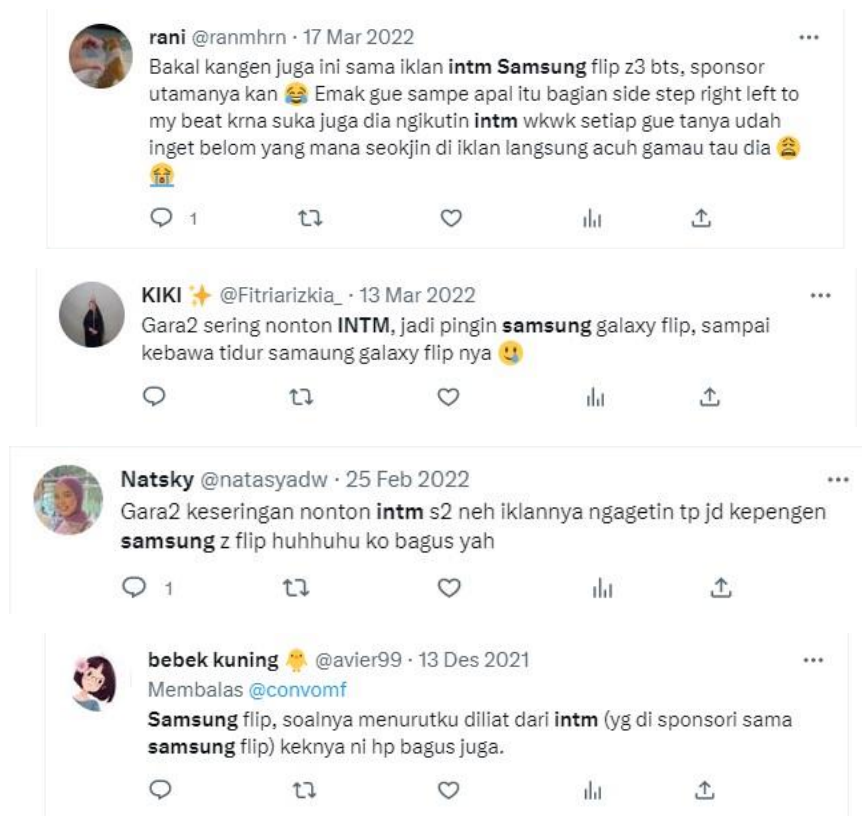 rani @ranmhrn · 17 Mar 2022
Bakal kangen juga ini sama iklan intm Samsung flip z3 bts, sponsor
utamanya kan 😂 Emak gue sampe apal itu bagian side step right left to
my beat krna suka juga dia ngikutin intm wkwk setiap gue tanya udah
inget belom yang mana seokjin di iklan langsung acuh gamau tau dia 😩
😭
1
KIKI ✨ @Fitriarizkia_ · 13 Mar 2022
Gara2 sering nonton INTM, jadi pingin samsung galaxy flip, sampai
kebawa tidur samaung galaxy flip nya 🥲
Natsky @natasyadw · 25 Feb 2022
Gara2 keseringan nonton intm s2 neh iklannya ngagetin tp jd kepengen
samsung z flip huhhuhu ko bagus yah
1
bebek kuning 🐥 @avier99 · 13 Des 2021
Membalas @convomf
Samsung flip, soalnya menurutku diliat dari intm (yg di sponsori sama
samsung flip) keknya ni hp bagus juga.